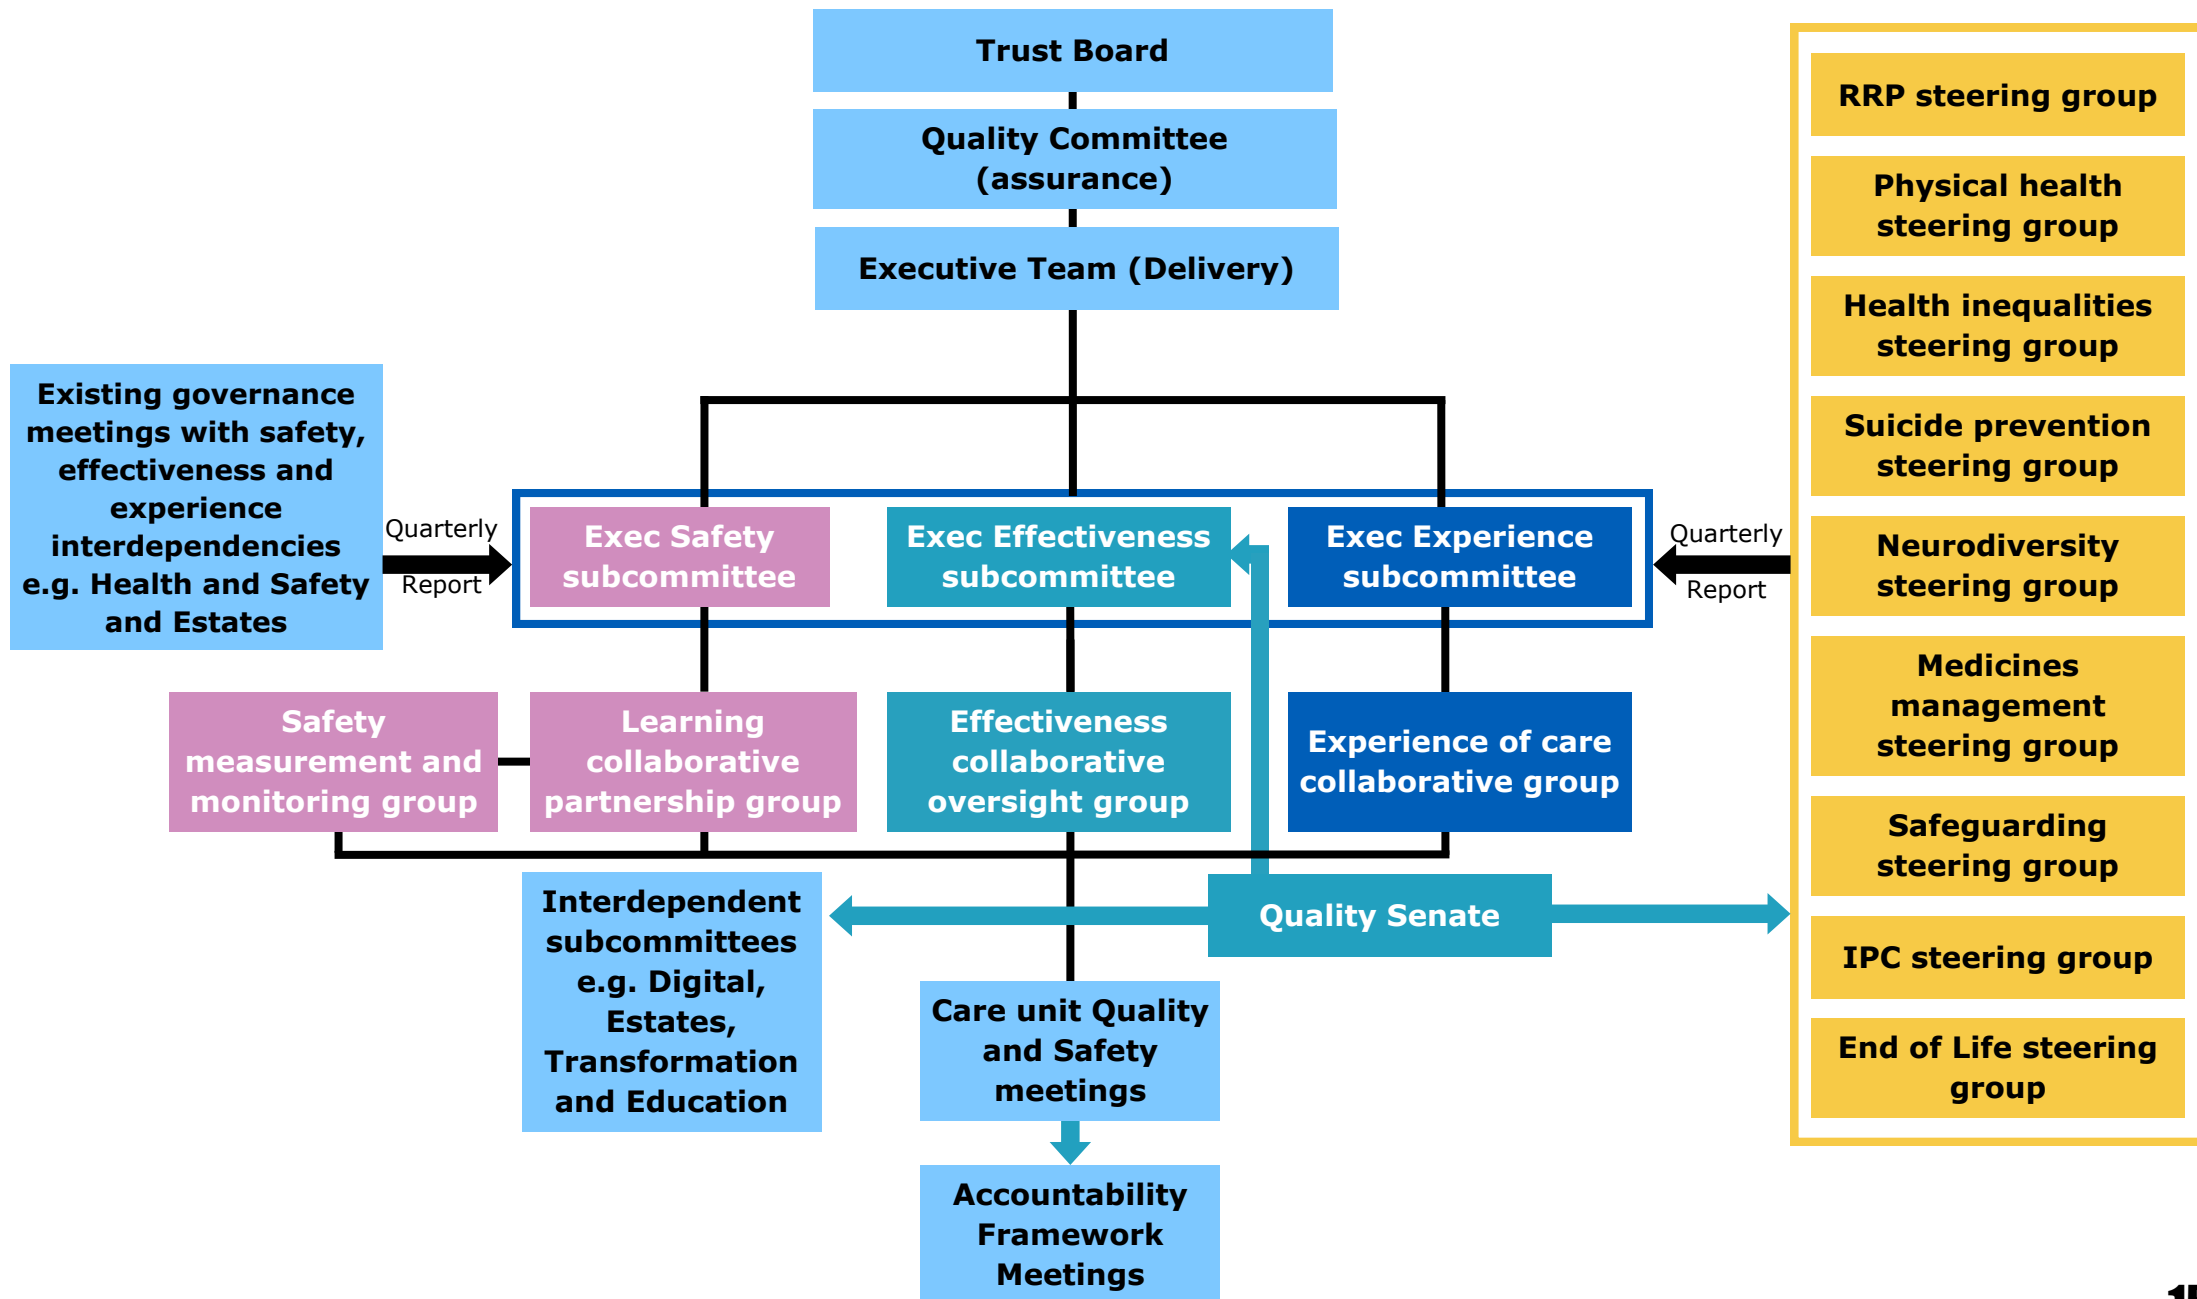 Trust Board
Quality Committee
(assurance)
Executive Team (Delivery)
Existing governance
meetings with safety,
effectiveness and
experience
interdependencies
e.g. Health and Safety
and Estates
Quarterly
Report
Exec Safety
subcommittee
Exec Effectiveness
subcommittee
Exec Experience
subcommittee
Quarterly
Report
Safety
measurement and
monitoring group
Learning
collaborative
partnership group
Effectiveness
collaborative
oversight group
Experience of care
collaborative group
Interdependent
subcommittees
e.g. Digital,
Estates,
Transformation
and Education
Quality Senate
Care unit Quality
and Safety
meetings
Accountability
Framework
Meetings
RRP steering group
Physical health
steering group
Health inequalities
steering group
Suicide prevention
steering group
Neurodiversity
steering group
Medicines
management
steering group
Safeguarding
steering group
IPC steering group
End of Life steering
group